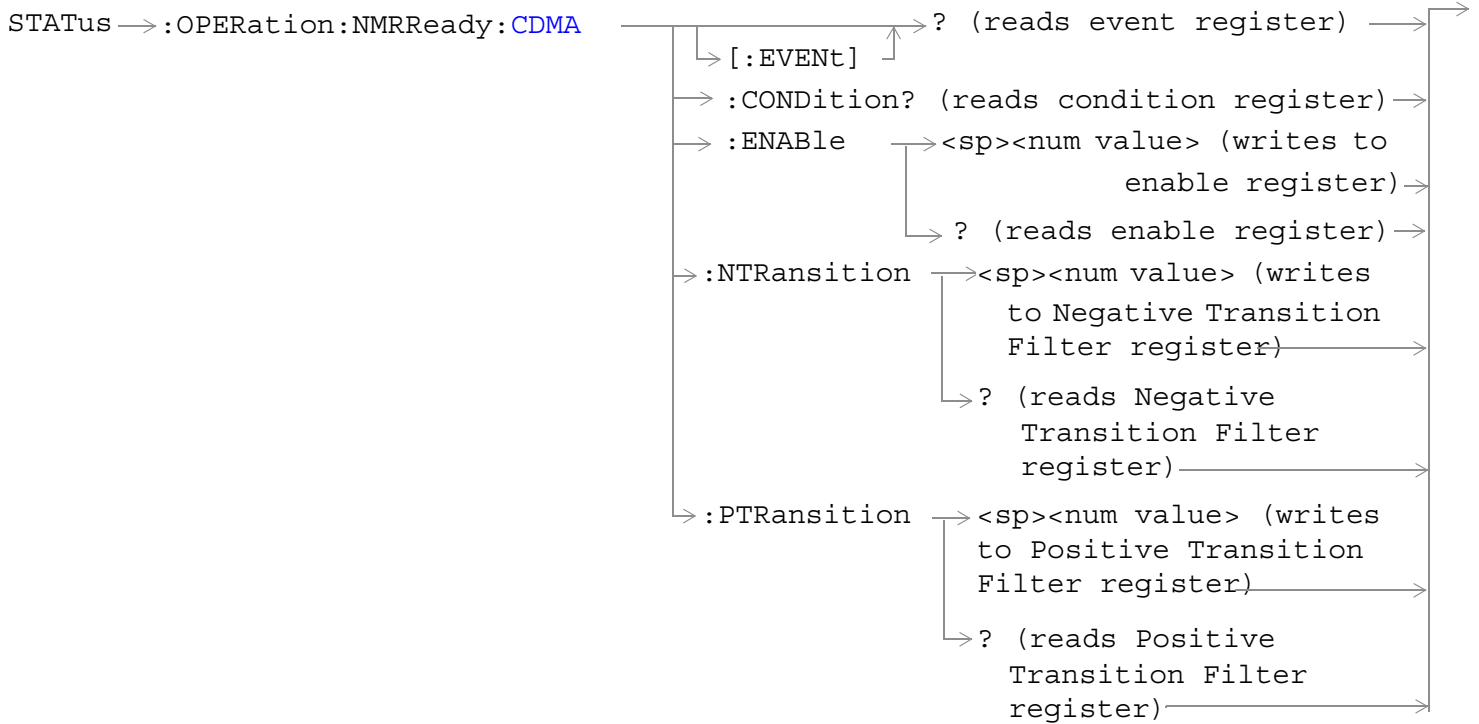 STATus :OPERation:NMRReady:CDMA ? (reads event register)
[:EVENt]
:CONDition? (reads condition register)
:ENABle <sp><num value> (writes to
enable register)
? (reads enable register)
:NTRansition <sp><num value> (writes
to Negative Transition
Filter register)
? (reads Negative
Transition Filter
register)
:PTRansition <sp><num value> (writes
to Positive Transition
Filter register)
? (reads Positive
Transition Filter
register)